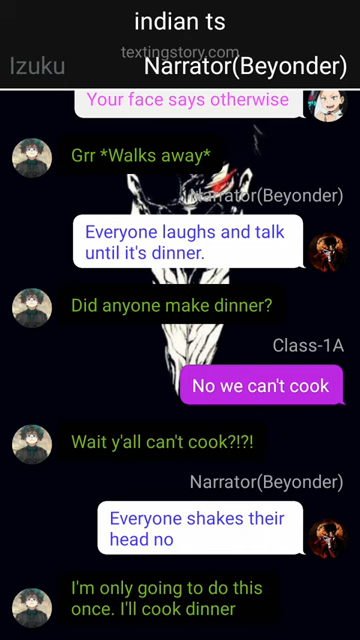 indian ts
textingstory.com
Izuku
Narrator(Beyonder)
Your face says otherwise
Grr *Walks away*
Narrator(Beyonder)
Everyone laughs and talk
until it's dinner.
Did anyone make dinner?
Class-1A
No we can't cook
Wait y'all can't cook?!?!
Narrator(Beyonder)
Everyone shakes their
head no
I'm only going to do this
once. I'll cook dinner